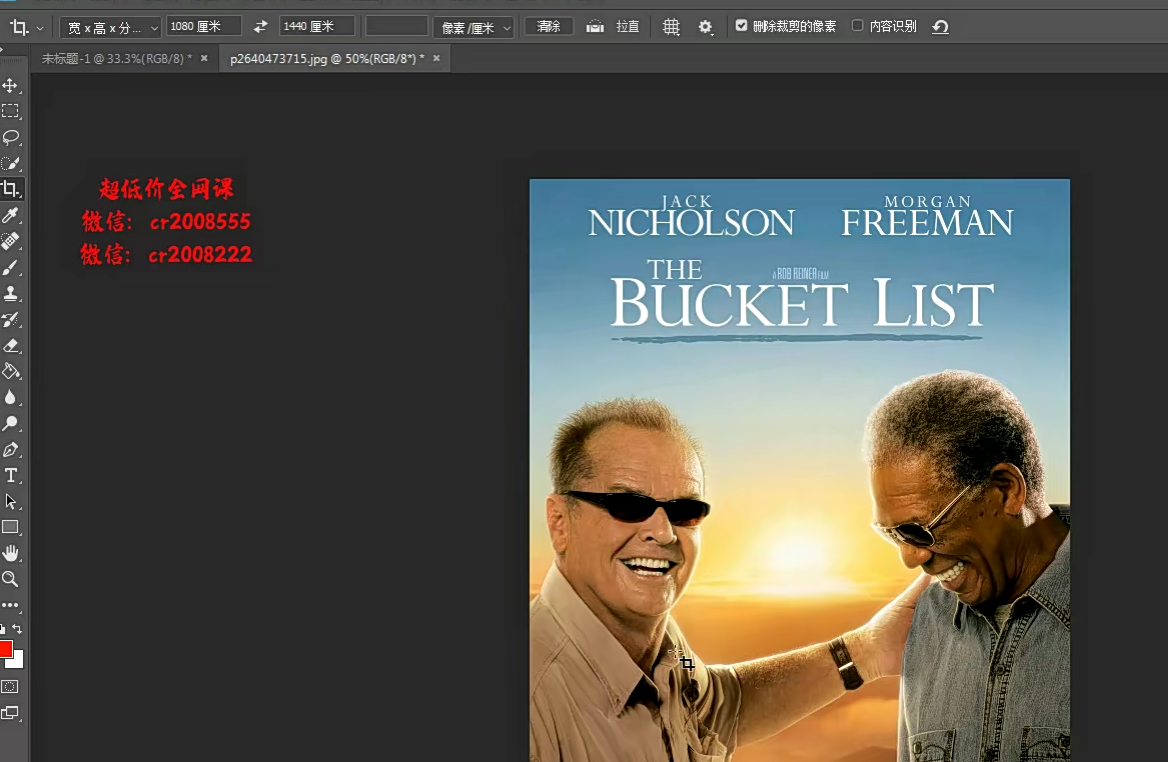 宽 x 高 x 分... 1080 厘米 1440 厘米 像素/厘米 清除 拉直 删除裁剪的像素 内容识别
未标题-1 @ 33.3%(RGB/8) * × p2640473715.jpg @ 50%(RGB/8*) * ×
超低价全网课
微信: cr2008555
微信: cr2008222
JACK NICHOLSON
MORGAN FREEMAN
THE
A ROB REINER FILM
BUCKET LIST